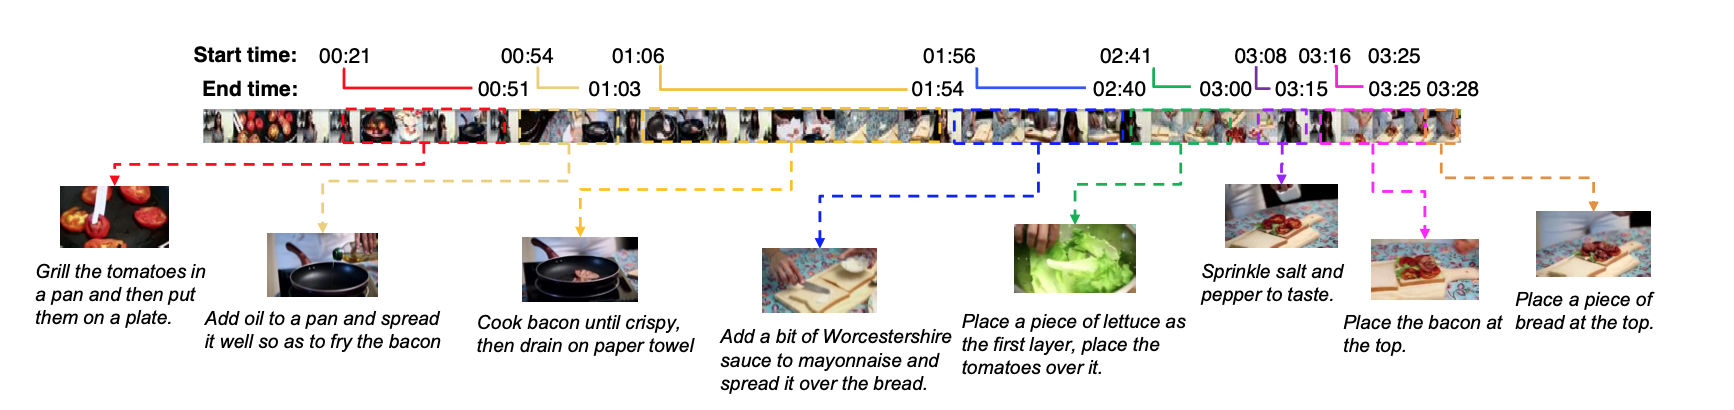 Start time: 00:21 00:54 01:06 01:56 02:41 03:08 03:16 03:25
End time: 00:51 01:03 01:54 02:40 03:00 03:15 03:25 03:28
Grill the tomatoes in
a pan and then put
them on a plate.
Add oil to a pan and spread
it well so as to fry the bacon
Cook bacon until crispy,
then drain on paper towel
Add a bit of Worcestershire
sauce to mayonnaise and
spread it over the bread.
Place a piece of lettuce as
the first layer, place the
tomatoes over it.
Sprinkle salt and
pepper to taste.
Place the bacon at
the top.
Place a piece of
bread at the top.